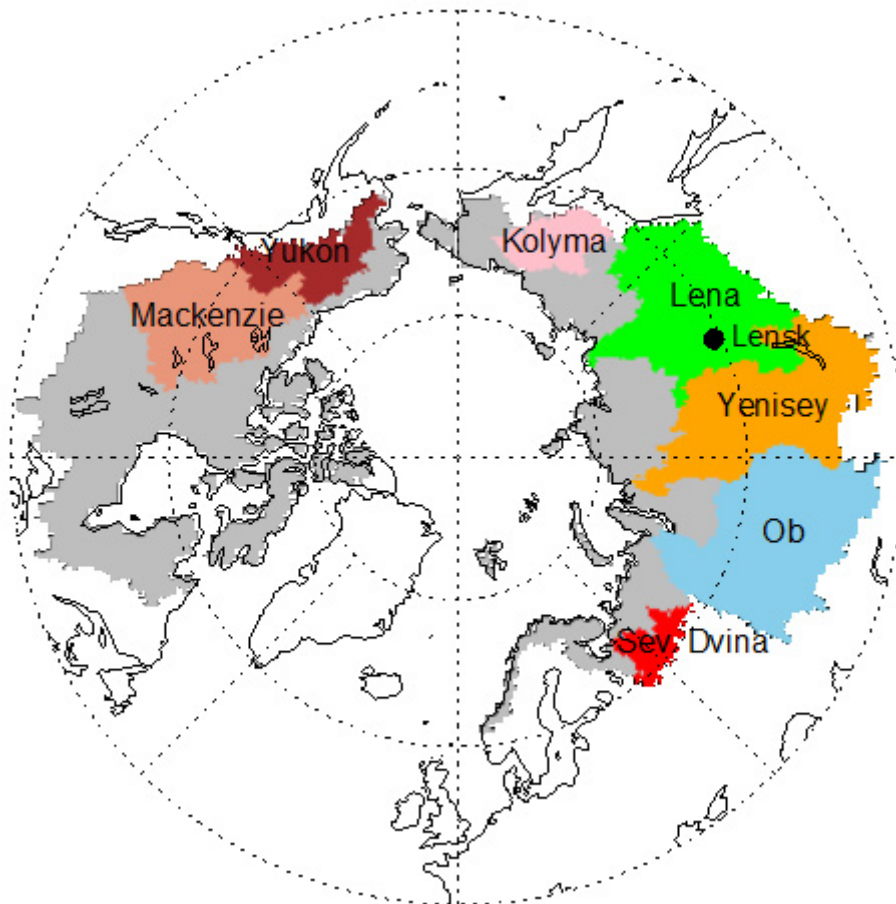 Kolyma
Yukon
Lena
Mackenzie
Lensk
Yenisey
Ob
Sev. Dvina